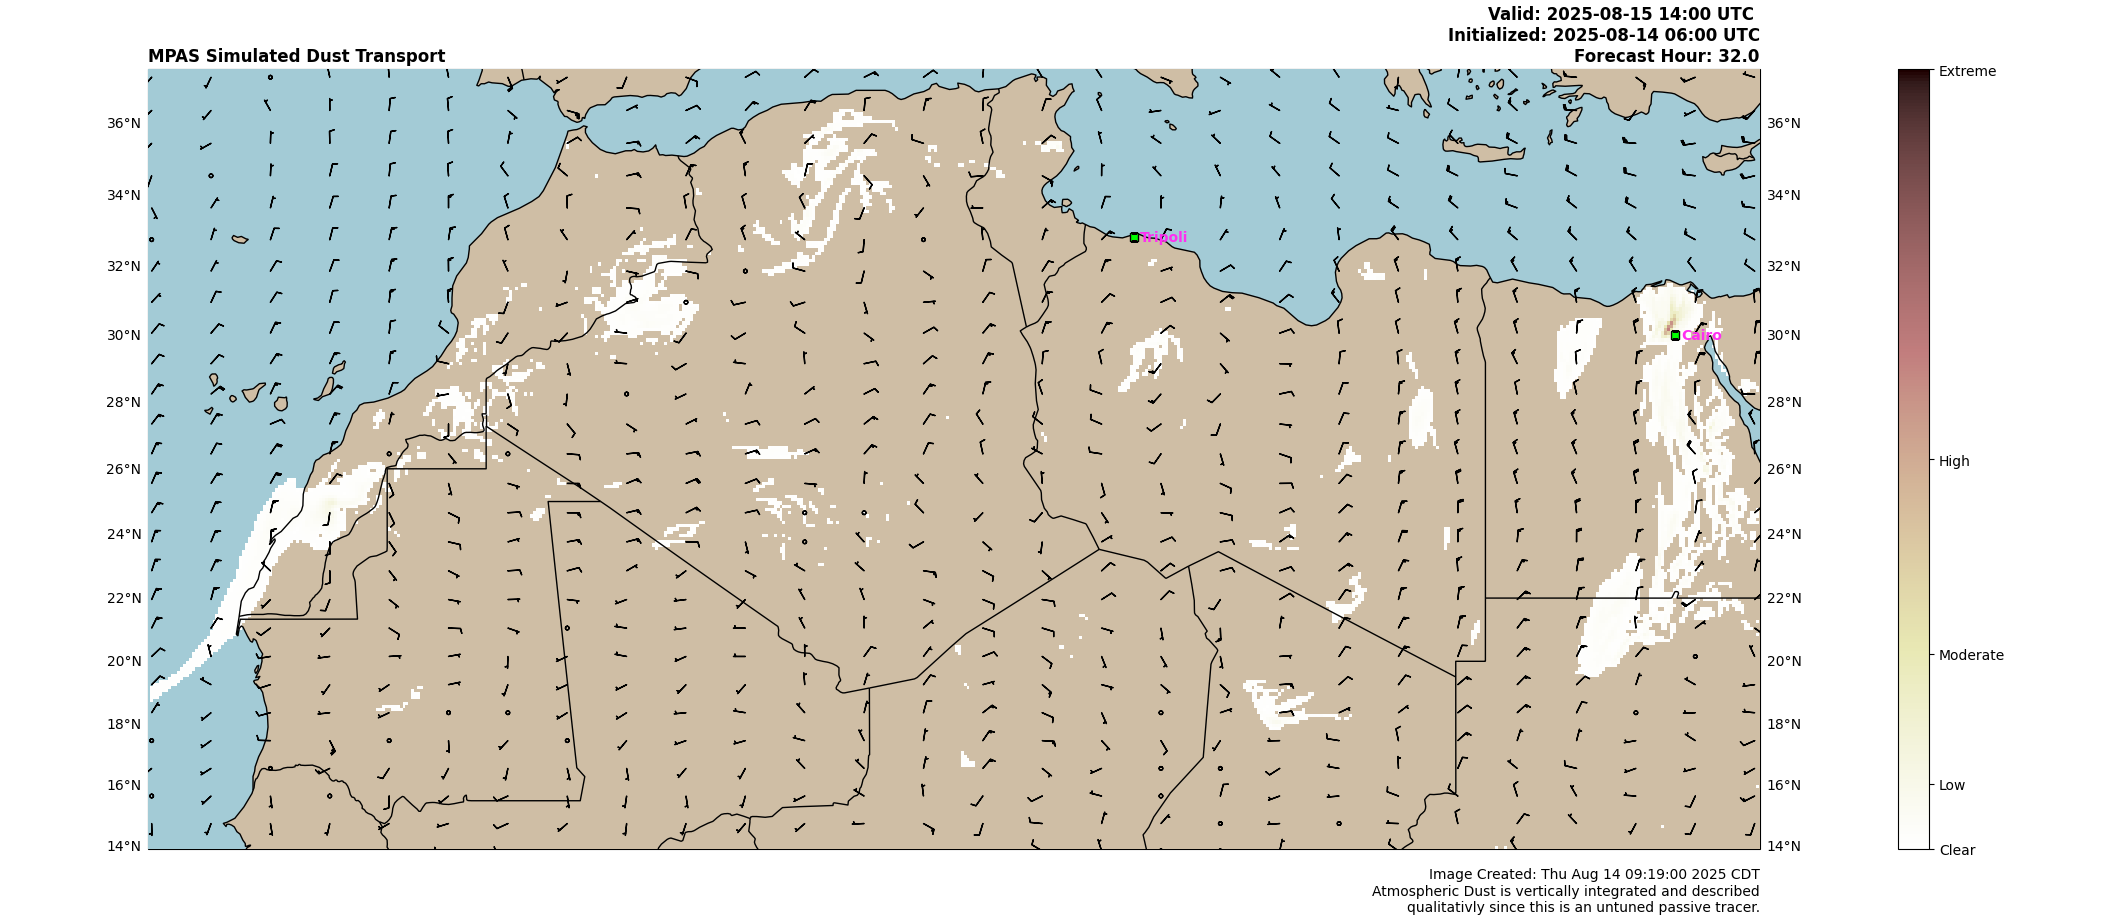 Valid: 2025-08-15 14:00 UTC
Initialized: 2025-08-14 06:00 UTC
MPAS Simulated Dust Transport
Forecast Hour: 32.0
Extreme
36°N
36°N
34°N
34°N
Tripoli
32°N
32°N
30°N
Cairo
30°N
28°N
28°N
26°N
26°N
High
24°N
24°N
22°N
22°N
20°N
20°N
Moderate
18°N
18°N
16°N
16°N
Low
14°N
14°N
Clear
Image Created: Thu Aug 14 09:19:00 2025 CDT
Atmospheric Dust is vertically integrated and described
qualitativly since this is an untuned passive tracer.